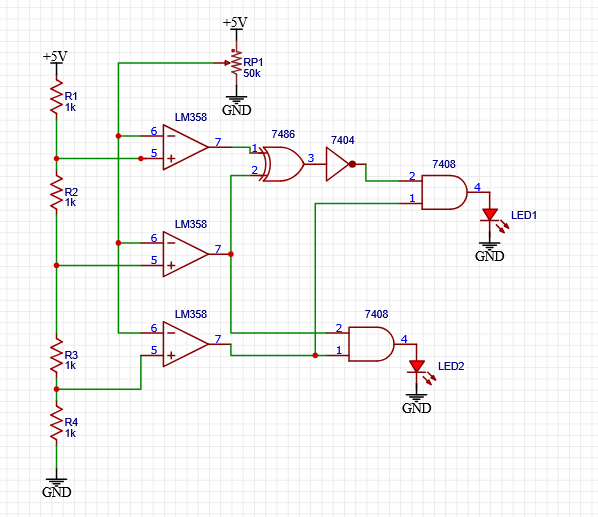 +5V
+5V
RP1
50k
GND
R1
1k
LM358
6
5
7
7486
1
2
3
7404
7408
2
1
4
LED1
GND
R2
1k
LM358
6
5
7
LM358
6
5
7
7408
2
1
4
LED2
GND
R3
1k
R4
1k
GND